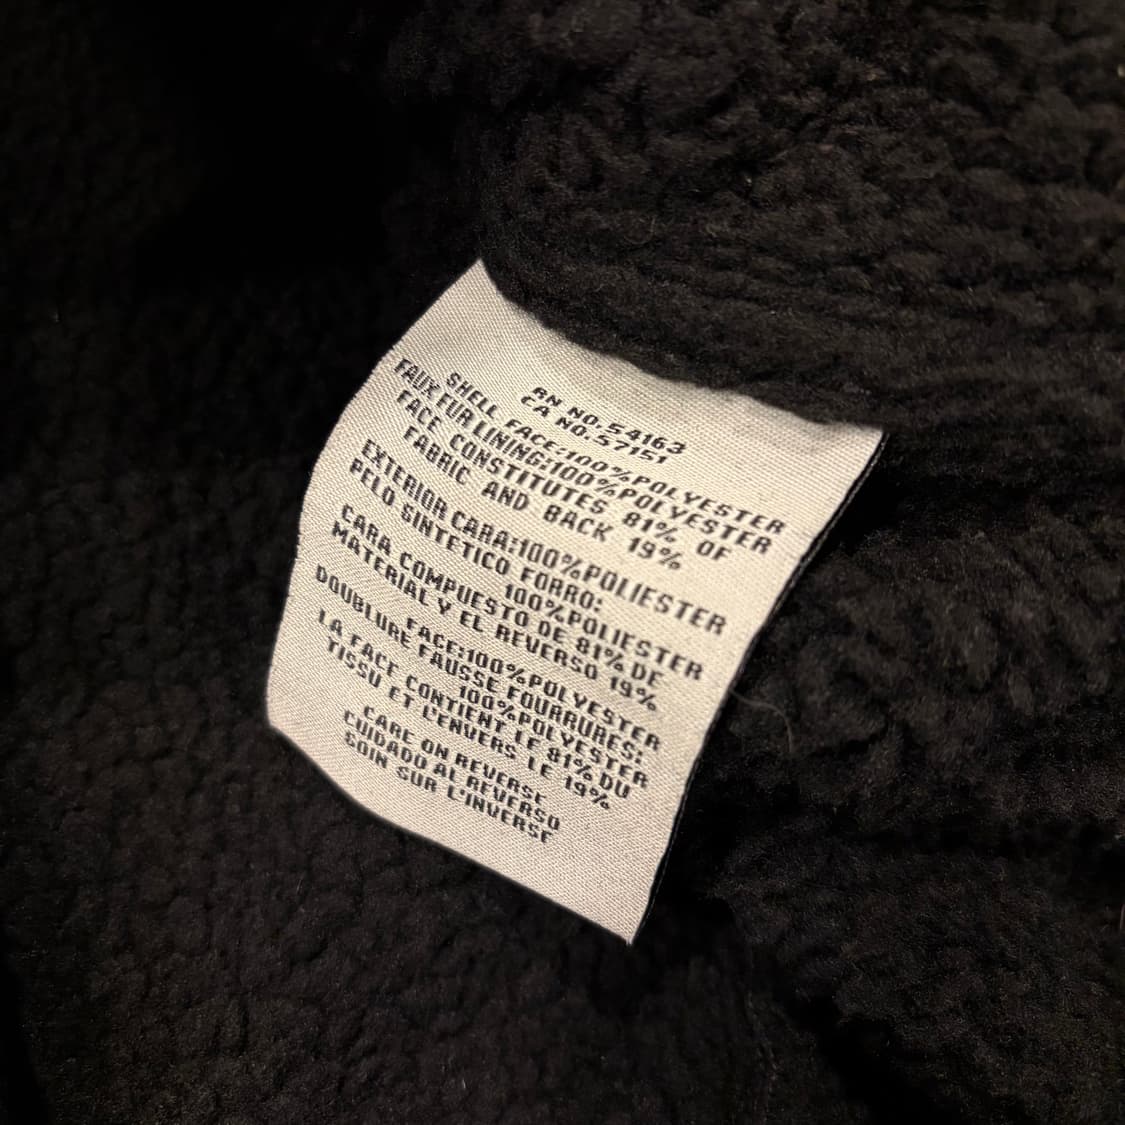 RN NO.54163
CA NO.57151
SHELL FACE:100%POLYESTER
FAUX FUR LINING:100%POLYESTER
FACE CONSTITUTES 81% OF
FABRIC AND BACK 19%
EXTERIOR CARA:100%POLIESTER
PELO SINTETICO FORRO:
100%POLIESTER
CARA COMPUESTO DE 81% DE
MATERIAL Y EL REVERSO 19%
FACE:100%POLYESTER
DOUBLURE FAUSSE FOURRURES:
100%POLYESTER
LA FACE CONTIENT LE 81% DU
TISSU ET L'ENVERS LE 19%
CARE ON REVERSE
CUIDADO AL REVERSO
SOIN SUR L'INVERSE